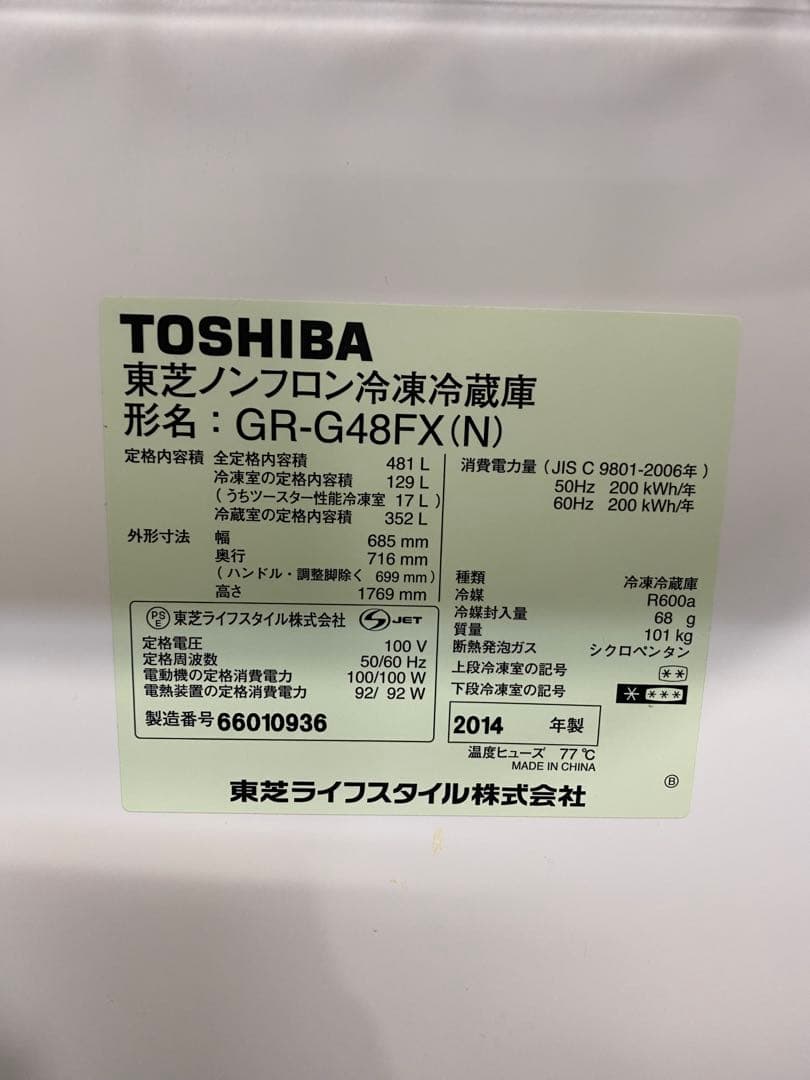 TOSHIBA
東芝ノンフロン冷凍冷蔵庫
形名：GR-G48FX(N)
定格内容積 全定格内容積 481 L
冷凍室の定格内容積 129 L
(うちツースター性能冷凍室 17 L)
冷蔵室の定格内容積 352 L
外形寸法 幅 685 mm
奥行 716 mm
(ハンドル・調整脚除く 699 mm)
高さ 1769 mm
消費電力量 (JIS C 9801-2006年)
50Hz 200 kWh/年
60Hz 200 kWh/年
種類 冷凍冷蔵庫
冷媒 R600a
冷媒封入量 68 g
質量 101 kg
断熱発泡ガス シクロペンタン
上段冷凍室の記号 **
下段冷凍室の記号 * ***
PSE 東芝ライフスタイル株式会社 JET
定格電圧 100 V
定格周波数 50/60 Hz
電動機の定格消費電力 100/100 W
電熱装置の定格消費電力 92/ 92 W
製造番号 66010936
2014 年製
温度ヒューズ 77℃
MADE IN CHINA
東芝ライフスタイル株式会社
Ⓑ